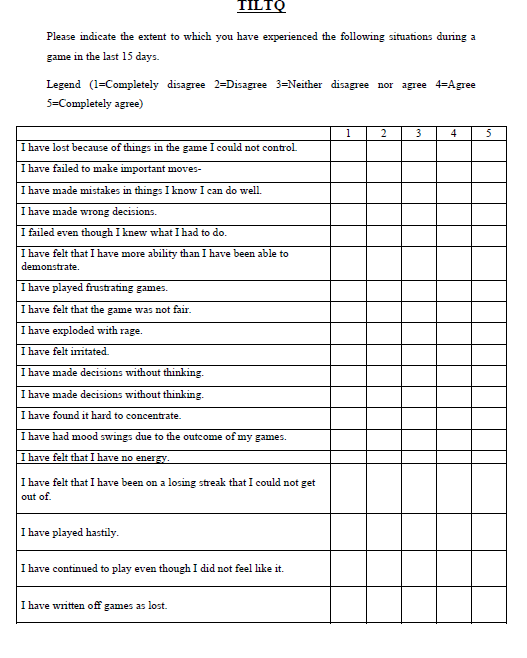 TILTQ
Please indicate the extent to which you have experienced the following situations during a
game in the last 15 days.
Legend (1=Completely disagree 2=Disagree 3=Neither disagree nor agree 4=Agree
5=Completely agree)
1 2 3 4 5
I have lost because of things in the game I could not control.
I have failed to make important moves-
I have made mistakes in things I know I can do well.
I have made wrong decisions.
I failed even though I knew what I had to do.
I have felt that I have more ability than I have been able to
demonstrate.
I have played frustrating games.
I have felt that the game was not fair.
I have exploded with rage.
I have felt irritated.
I have made decisions without thinking.
I have made decisions without thinking.
I have found it hard to concentrate.
I have had mood swings due to the outcome of my games.
I have felt that I have no energy.
I have felt that I have been on a losing streak that I could not get
out of.
I have played hastily.
I have continued to play even though I did not feel like it.
I have written off games as lost.